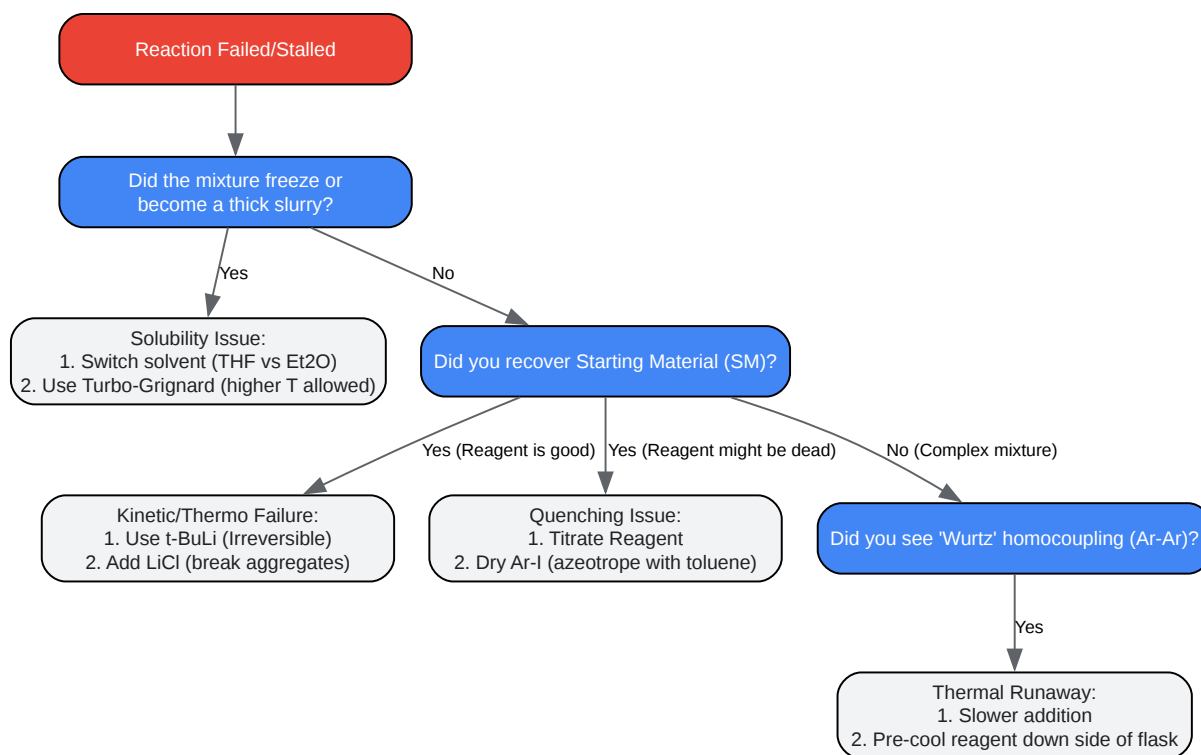 Reaction Failed/Stalled
Did the mixture freeze or
become a thick slurry?
Yes
No
Solubility Issue:
1. Switch solvent (THF vs Et2O)
2. Use Turbo-Grignard (higher T allowed)
Did you recover Starting Material (SM)?
Yes (Reagent is good)
Yes (Reagent might be dead)
No (Complex mixture)
Kinetic/Thermo Failure:
1. Use t-BuLi (Irreversible)
2. Add LiCl (break aggregates)
Quenching Issue:
1. Titrate Reagent
2. Dry Ar-I (azeotrope with toluene)
Did you see 'Wurtz' homocoupling (Ar-Ar)?
Yes
Thermal Runaway:
1. Slower addition
2. Pre-cool reagent down side of flask